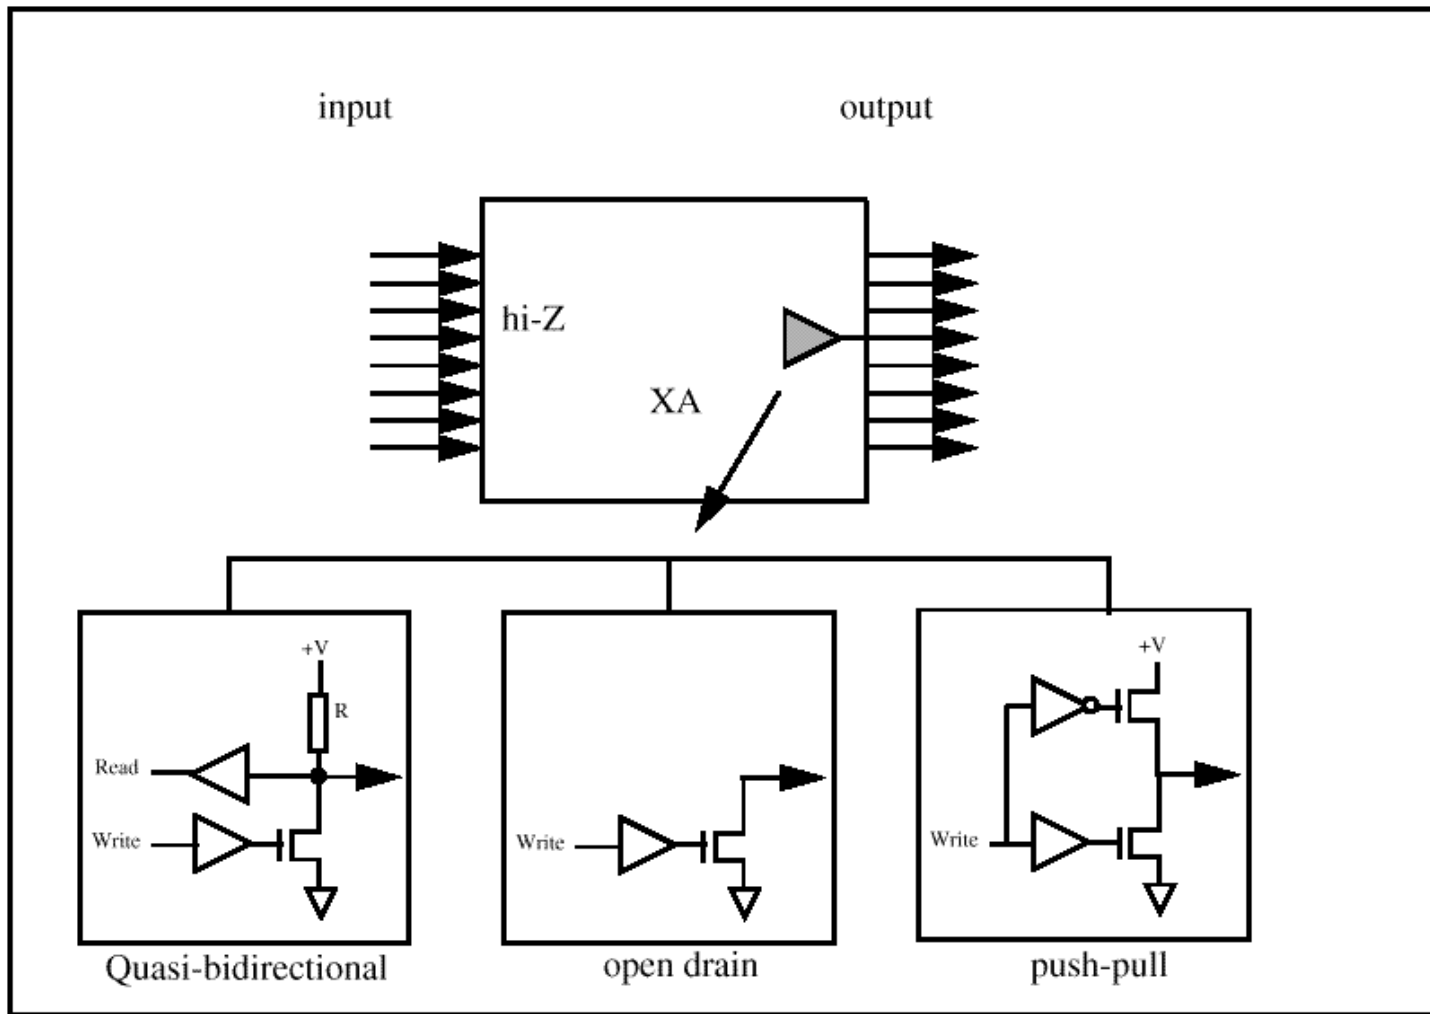 input
output
hi-Z
XA
+V
R
Read
Write
Quasi-bidirectional
Write
open drain
+V
Write
push-pull